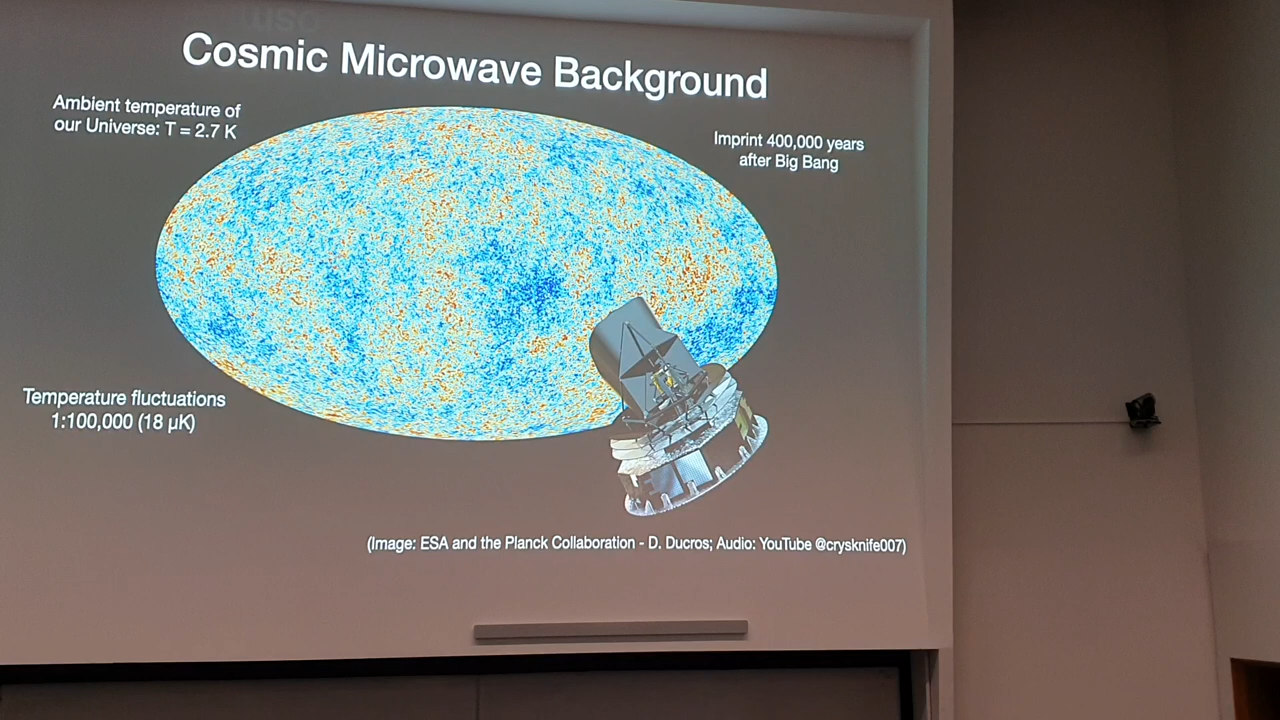 Cosmic Microwave Background
Ambient temperature of
our Universe: T = 2.7 K
Imprint 400,000 years
after Big Bang
Temperature fluctuations
1:100,000 (18 µK)
(Image: ESA and the Planck Collaboration - D. Ducros; Audio: YouTube @crysknife007)